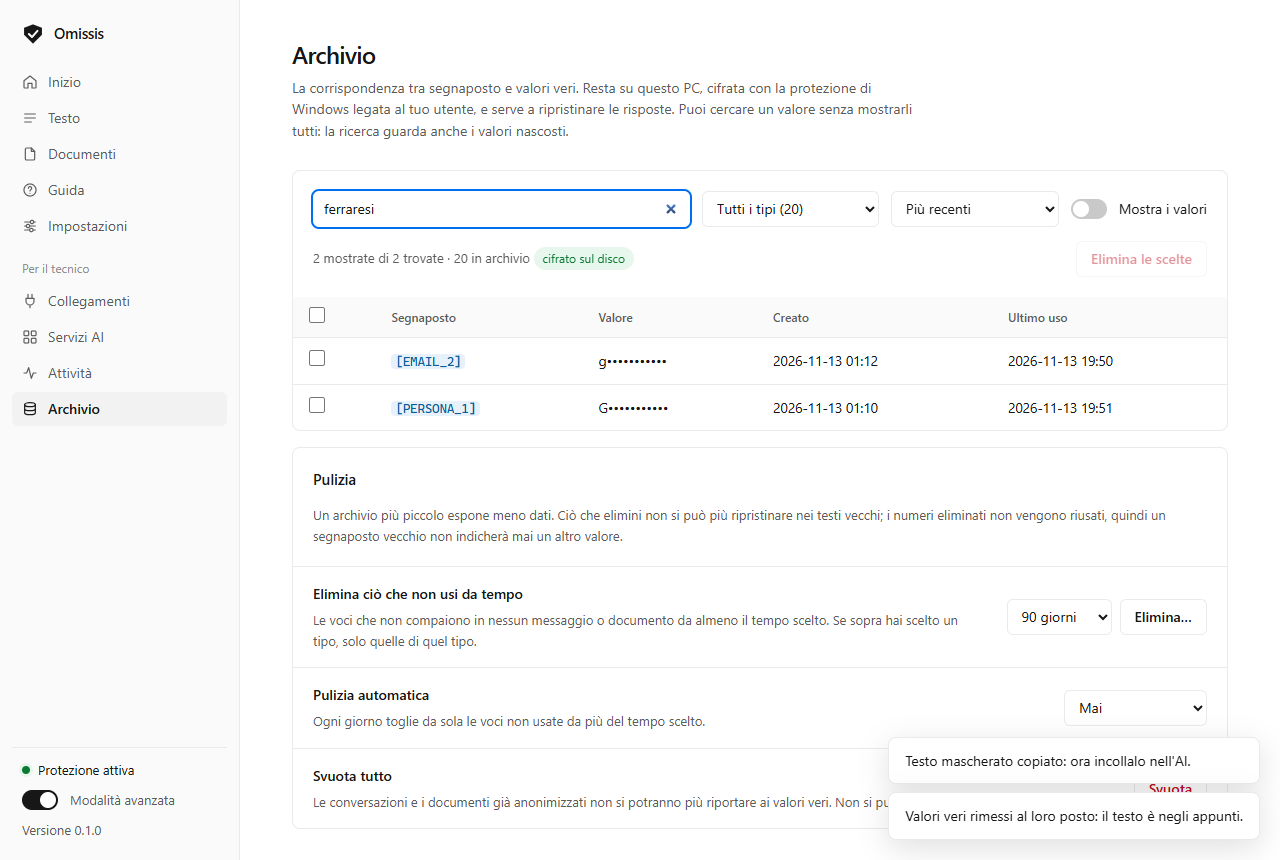 Omissis
Inizio
Testo
Documenti
Guida
Impostazioni
Per il tecnico
Collegamenti
Servizi AI
Attività
Archivio
Protezione attiva
Modalità avanzata
Versione 0.1.0
Archivio
La corrispondenza tra segnaposto e valori veri. Resta su questo PC, cifrata con la protezione di
Windows legata al tuo utente, e serve a ripristinare le risposte. Puoi cercare un valore senza mostrarli
tutti: la ricerca guarda anche i valori nascosti.
ferraresi Tutti i tipi (20) Più recenti Mostra i valori
2 mostrate di 2 trovate · 20 in archivio cifrato sul disco Elimina le scelte
Segnaposto Valore Creato Ultimo uso
[EMAIL_2] g••••••••••• 2026-11-13 01:12 2026-11-13 19:50
[PERSONA_1] G••••••••••• 2026-11-13 01:10 2026-11-13 19:51
Pulizia
Un archivio più piccolo espone meno dati. Ciò che elimini non si può più ripristinare nei testi vecchi; i numeri eliminati non vengono riusati, quindi un
segnaposto vecchio non indicherà mai un altro valore.
Elimina ciò che non usi da tempo
Le voci che non compaiono in nessun messaggio o documento da almeno il tempo scelto. Se sopra hai scelto un
tipo, solo quelle di quel tipo.
90 giorni Elimina...
Pulizia automatica
Ogni giorno toglie da sola le voci non usate da più del tempo scelto.
Mai
Svuota tutto
Le conversazioni e i documenti già anonimizzati non si potranno più riportare ai valori veri. Non si pu
Svuota
Testo mascherato copiato: ora incollalo nell'AI.
Valori veri rimessi al loro posto: il testo è negli appunti.